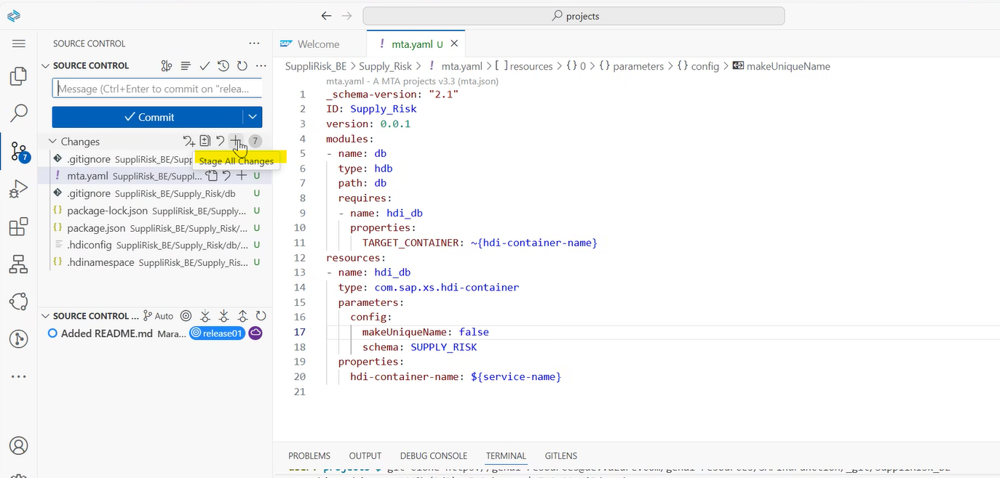 projects
SOURCE CONTROL
SOURCE CONTROL
Message (Ctrl+Enter to commit on "relea...
Commit
Changes 7
.gitignore SuppliRisk_BE/Supp
Stage All Changes
mta.yaml SuppliRisk_BE/Suppl... U
.gitignore SuppliRisk_BE/Supply_Risk/db U
package-lock.json SuppliRisk_BE/Supply... U
package.json SuppliRisk_BE/Supply_Risk/... U
.hdiconfig SuppliRisk_BE/Supply_Risk/db/... U
.hdinamespace SuppliRisk_BE/Supply_Ris... U
7
SOURCE CONTROL ... Auto
Added README.md Mara... release01
SAP Welcome
! mta.yaml U
SuppliRisk_BE > Supply_Risk > ! mta.yaml > [ ] resources > {} 0 > {} parameters > {} config > makeUniqueName
mta.yaml - A MTA projects v3.3 (mta.json)
1 _schema-version: "2.1"
2 ID: Supply_Risk
3 version: 0.0.1
4 modules:
5 - name: db
6 type: hdb
7 path: db
8 requires:
9 - name: hdi_db
10 properties:
11 TARGET_CONTAINER: ~{hdi-container-name}
12 resources:
13 - name: hdi_db
14 type: com.sap.xs.hdi-container
15 parameters:
16 config:
17 makeUniqueName: false
18 schema: SUPPLY_RISK
19 properties:
20 hdi-container-name: ${service-name}
21
PROBLEMS OUTPUT DEBUG CONSOLE TERMINAL GITLENS